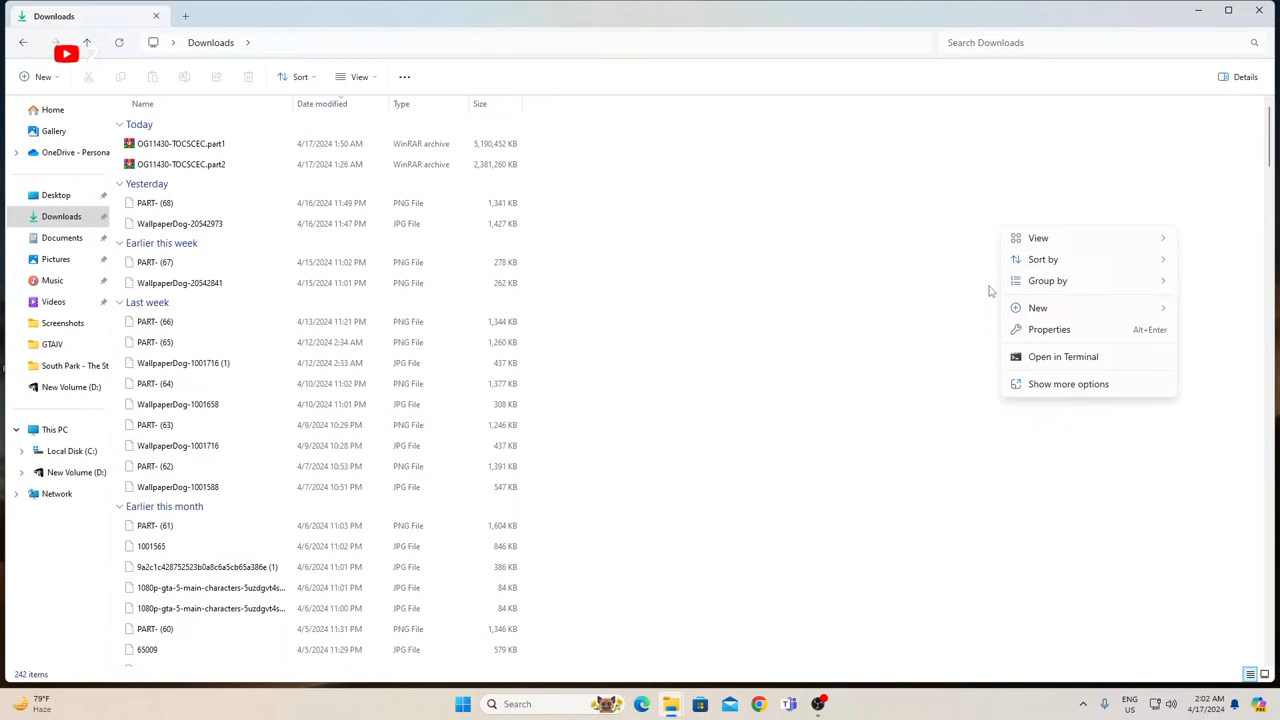 Downloads
Downloads
Search Downloads
New
Sort
View
Details
Name Date modified Type Size
Home
Gallery
OneDrive - Persona
Desktop
Downloads
Documents
Pictures
Music
Videos
Screenshots
GTAIV
South Park - The St
New Volume (D:)
This PC
Local Disk (C:)
New Volume (D:)
Network
Today
OG11430-TOCSCEC.part1 4/17/2024 1:50 AM WinRAR archive 5,190,452 KB
OG11430-TOCSCEC.part2 4/17/2024 1:26 AM WinRAR archive 2,381,260 KB
Yesterday
PART- (68) 4/16/2024 11:49 PM PNG File 1,341 KB
WallpaperDog-20542973 4/16/2024 11:47 PM JPG File 1,427 KB
Earlier this week
PART- (67) 4/15/2024 11:02 PM PNG File 278 KB
WallpaperDog-20542841 4/15/2024 11:01 PM JPG File 262 KB
Last week
PART- (66) 4/13/2024 11:21 PM PNG File 1,344 KB
PART- (65) 4/12/2024 2:34 AM PNG File 1,260 KB
WallpaperDog-1001716 (1) 4/12/2024 2:33 AM JPG File 437 KB
PART- (64) 4/10/2024 11:02 PM PNG File 1,377 KB
WallpaperDog-1001658 4/10/2024 11:01 PM JPG File 308 KB
PART- (63) 4/9/2024 10:29 PM PNG File 1,246 KB
WallpaperDog-1001716 4/9/2024 10:28 PM JPG File 437 KB
PART- (62) 4/7/2024 10:53 PM PNG File 1,391 KB
WallpaperDog-1001588 4/7/2024 10:51 PM JPG File 547 KB
Earlier this month
PART- (61) 4/6/2024 11:03 PM PNG File 1,604 KB
1001565 4/6/2024 11:02 PM JPG File 846 KB
9a2c1c428752523b0a8c6a5cb65a386e (1) 4/6/2024 11:01 PM JPG File 386 KB
1080p-gta-5-main-characters-5uzdgvt4s... 4/6/2024 11:01 PM JPG File 84 KB
1080p-gta-5-main-characters-5uzdgvt4s... 4/6/2024 11:00 PM JPG File 84 KB
PART- (60) 4/5/2024 11:31 PM PNG File 1,346 KB
65009 4/5/2024 11:29 PM JPG File 579 KB
View
Sort by
Group by
New
Properties Alt+Enter
Open in Terminal
Show more options
242 items
79°F
Haze
Search
ENG
US
2:02 AM
4/17/2024